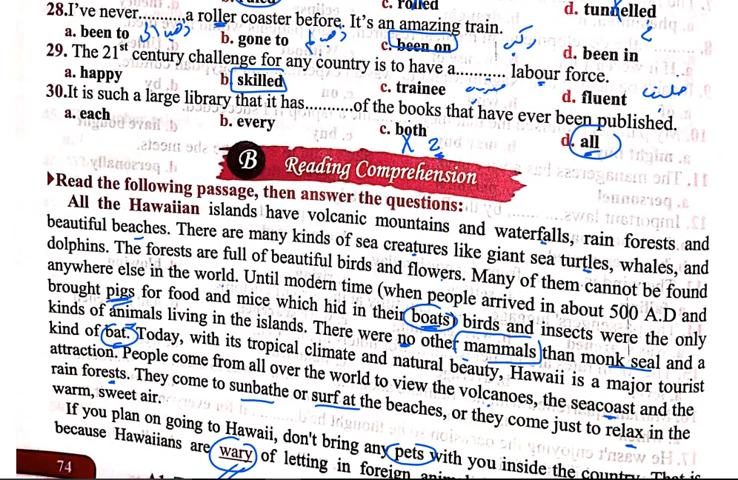 c. rolled d. tunnelled
28.I've never..........a roller coaster before. It's an amazing train.
a. been to b. gone to c. been on d. been in
29. The 21st century challenge for any country is to have a.......... labour force.
a. happy b. skilled c. trainee d. fluent
30.It is such a large library that it has..........of the books that have ever been published.
a. each b. every c. both d. all
B Reading Comprehension
▶Read the following passage, then answer the questions:
All the Hawaiian islands have volcanic mountains and waterfalls, rain forests and
beautiful beaches. There are many kinds of sea creatures like giant sea turtles, whales, and
dolphins. The forests are full of beautiful birds and flowers. Many of them cannot be found
anywhere else in the world. Until modern time (when people arrived in about 500 A.D and
brought pigs for food and mice which hid in their boats) birds and insects were the only
kinds of animals living in the islands. There were no other mammals than monk seal and a
kind of bat. Today, with its tropical climate and natural beauty, Hawaii is a major tourist
attraction. People come from all over the world to view the volcanoes, the seacoast and the
rain forests. They come to sunbathe or surf at the beaches, or they come just to relax in the
warm, sweet air.
If you plan on going to Hawaii, don't bring any pets with you inside the country. That is
because Hawaiians are wary of letting in foreign
74